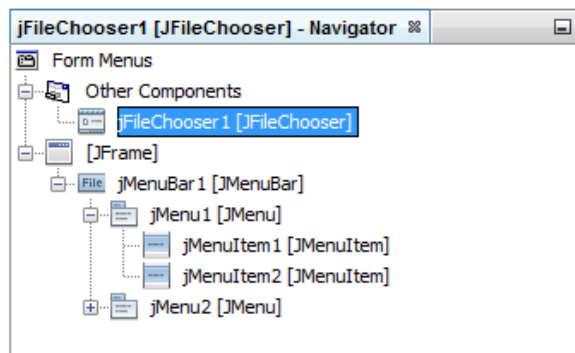 jFileChooser1 [JFileChooser] - Navigator
Form Menus
Other Components
jFileChooser1 [JFileChooser]
[JFrame]
File jMenuBar1 [JMenuBar]
jMenu1 [JMenu]
jMenuItem1 [JMenuItem]
jMenuItem2 [JMenuItem]
jMenu2 [JMenu]